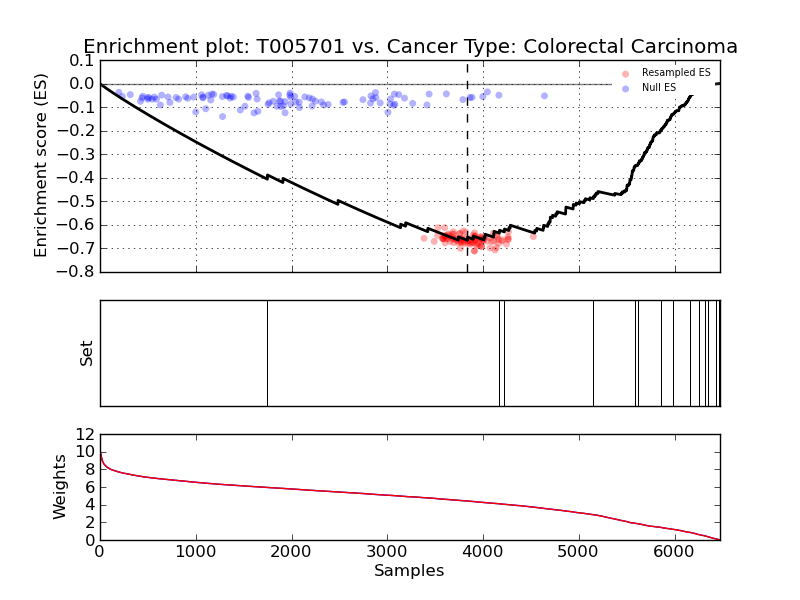 Enrichment plot: T005701 vs. Cancer Type: Colorectal Carcinoma
Enrichment score (ES)
0.1
0.0
−0.1
−0.2
−0.3
−0.4
−0.5
−0.6
−0.7
−0.8
Resampled ES
Null ES
Set
Weights
12
10
8
6
4
2
0
0 1000 2000 3000 4000 5000 6000
Samples